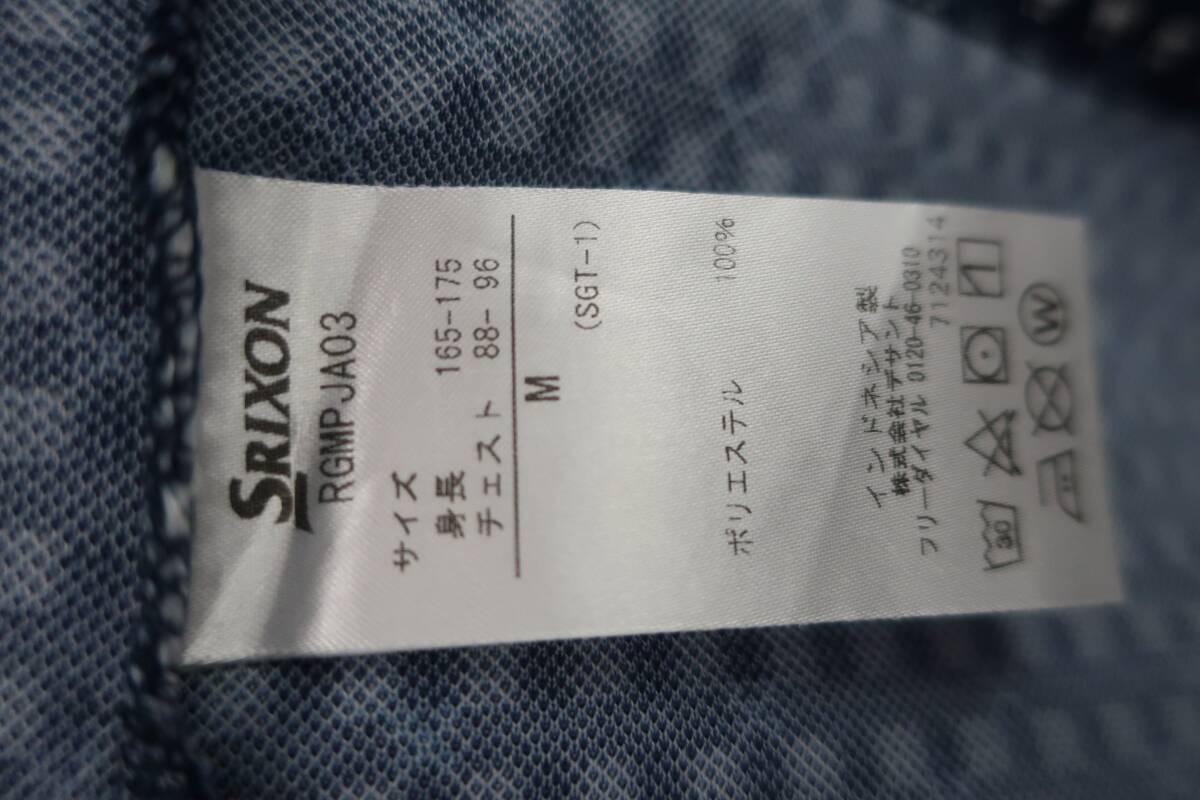 SRIXON
RGMPJA03
サイズ
身長 165-175
チェスト 88- 96
M
(SGT-1)
ポリエステル 100%
インドネシア製
株式会社デサント
フリーダイヤル 0120-46-0310
7124314
30
W